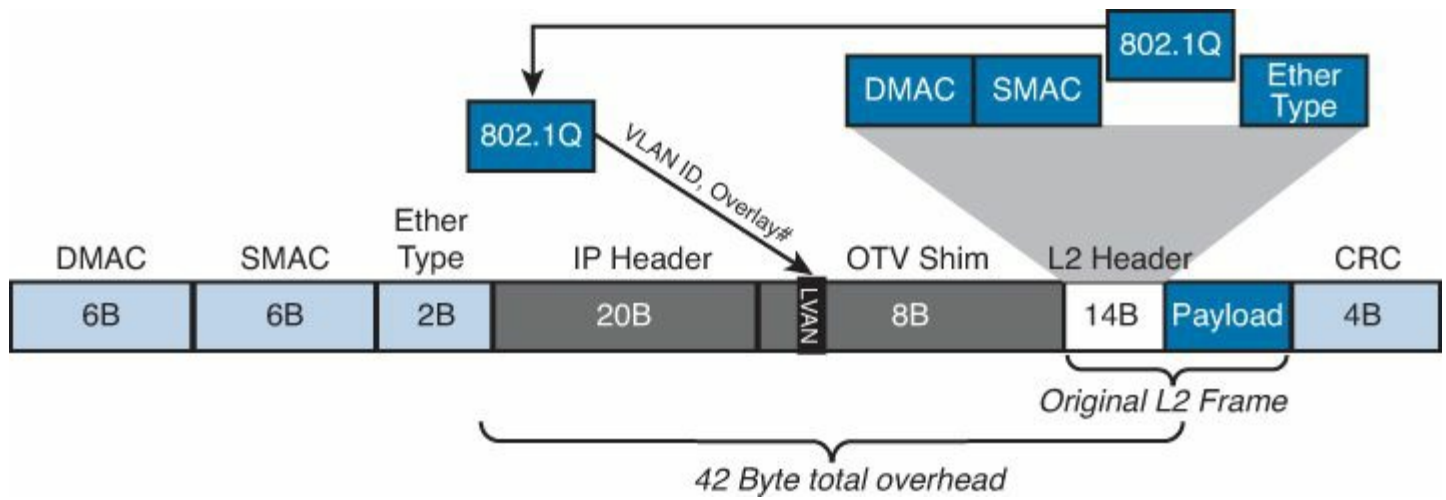 802.1Q
DMAC
SMAC
Ether
Type
802.1Q
VLAN ID, Overlay#
Ether
DMAC
SMAC
Type
IP Header
OTV Shim
L2 Header
CRC
6B
6B
2B
20B
LVAN
8B
14B
Payload
4B
Original L2 Frame
42 Byte total overhead